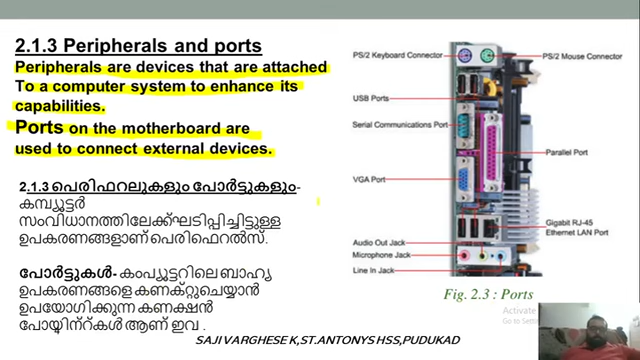 2.1.3 Peripherals and ports
Peripherals are devices that are attached
To a computer system to enhance its
capabilities.
Ports on the motherboard are
used to connect external devices.
2.1.3 പെരിഫറലുകളും പോർട്ടുകളും-
കമ്പ്യൂട്ടർ
സംവിധാനത്തിലേക്ക്ഘടിപ്പിച്ചിട്ടുള്ള
ഉപകരണങ്ങളാണ് പെരിഫെറൽസ്.
പോർട്ടുകൾ- കാംപ്യൂട്ടറിലെ ബാഹ്യ
ഉപകരണങ്ങളെ കണക്റ്റുചെയ്യാൻ
ഉപയോഗിക്കുന്ന കണക്ഷൻ
പോയ്ന്റ്റ്കൾ ആണ് ഇവ .
PS/2 Keyboard Connector
PS/2 Mouse Connector
USB Ports
Serial Communications Port
Parallel Port
VGA Port
Gigabit RJ-45
Ethernet LAN Port
Audio Out Jack
Microphone Jack
Line In Jack
Fig. 2.3 : Ports
Activate
Go to Setti
SAJI VARGHESE K,ST.ANTONYS HSS,PUDUKAD